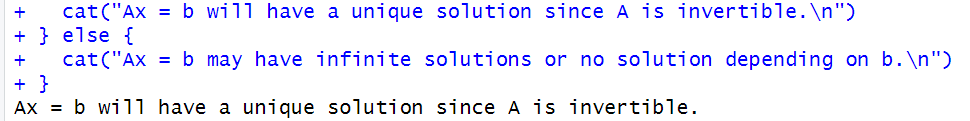 +   cat("Ax = b will have a unique solution since A is invertible.\n")
+ } else {
+   cat("Ax = b may have infinite solutions or no solution depending on b.\n")
+ }
Ax = b will have a unique solution since A is invertible.